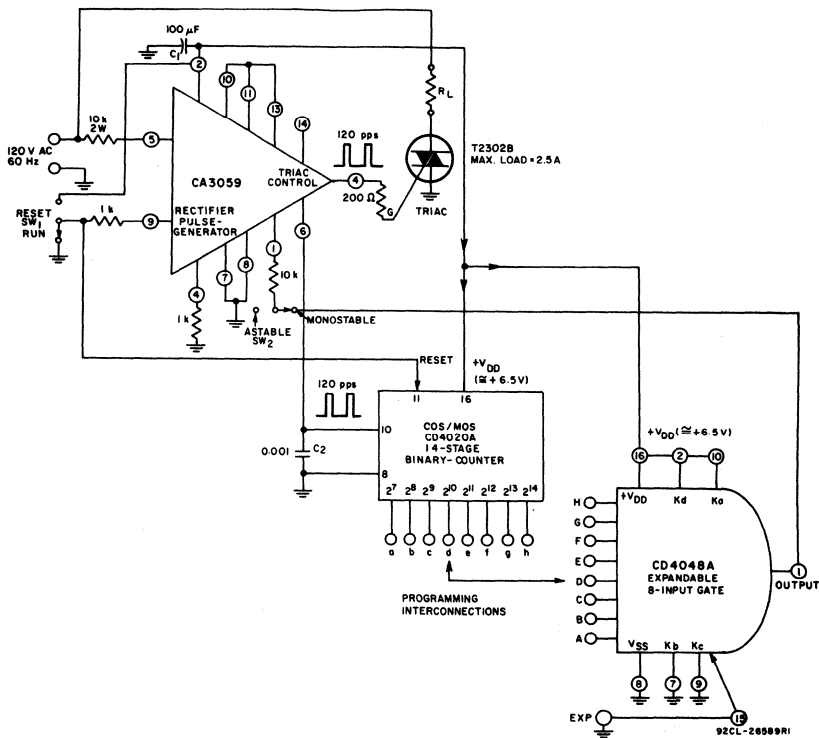 100 µF
C1
2
10
11
13
14
10k
2W
5
120 V AC
60 Hz
CA3059
TRIAC
CONTROL
120 pps
4
200 Ω
G
RL
T2302B
MAX. LOAD = 2.5 A
TRIAC
RESET
SW1
RUN
1 k
9
RECTIFIER
PULSE-
GENERATOR
6
1
8
7
4
1 k
10 k
ASTABLE
SW2
MONOSTABLE
RESET
+VDD
(≅ + 6.5 V)
120 pps
11
16
10
COS/MOS
CD4020A
14-STAGE
BINARY-COUNTER
0.001
C2
8
2^7 2^8 2^9 2^10 2^11 2^12 2^13 2^14
a b c d e f g h
PROGRAMMING
INTERCONNECTIONS
+VDD (≅+6.5V)
16 2 10
+VDD Kd Ka
H
G
F
E
D
C
B
A
CD4048A
EXPANDABLE
8-INPUT GATE
1
OUTPUT
VSS Kb Kc
8 7 9
EXP
15
92CL-26589R1